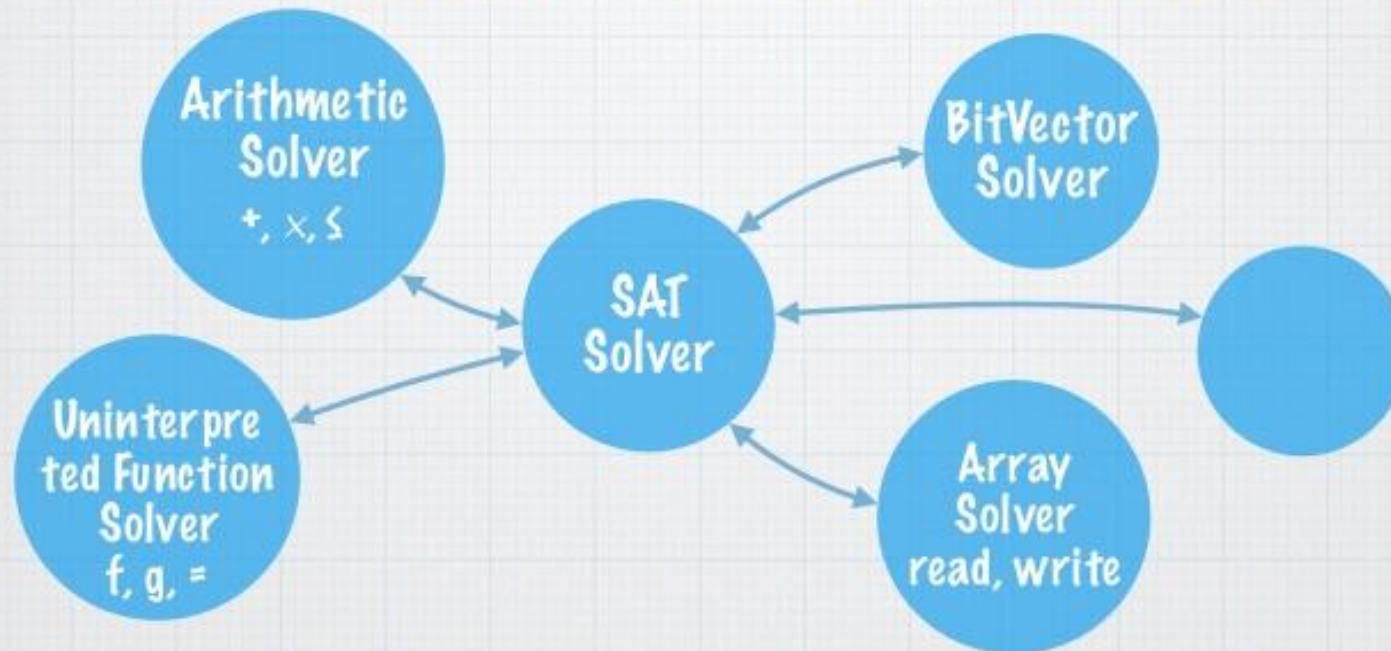 Arithmetic
Solver
+, ×, ≤
BitVector
Solver
SAT
Solver
Uninterpre
ted Function
Solver
f, g, =
Array
Solver
read, write